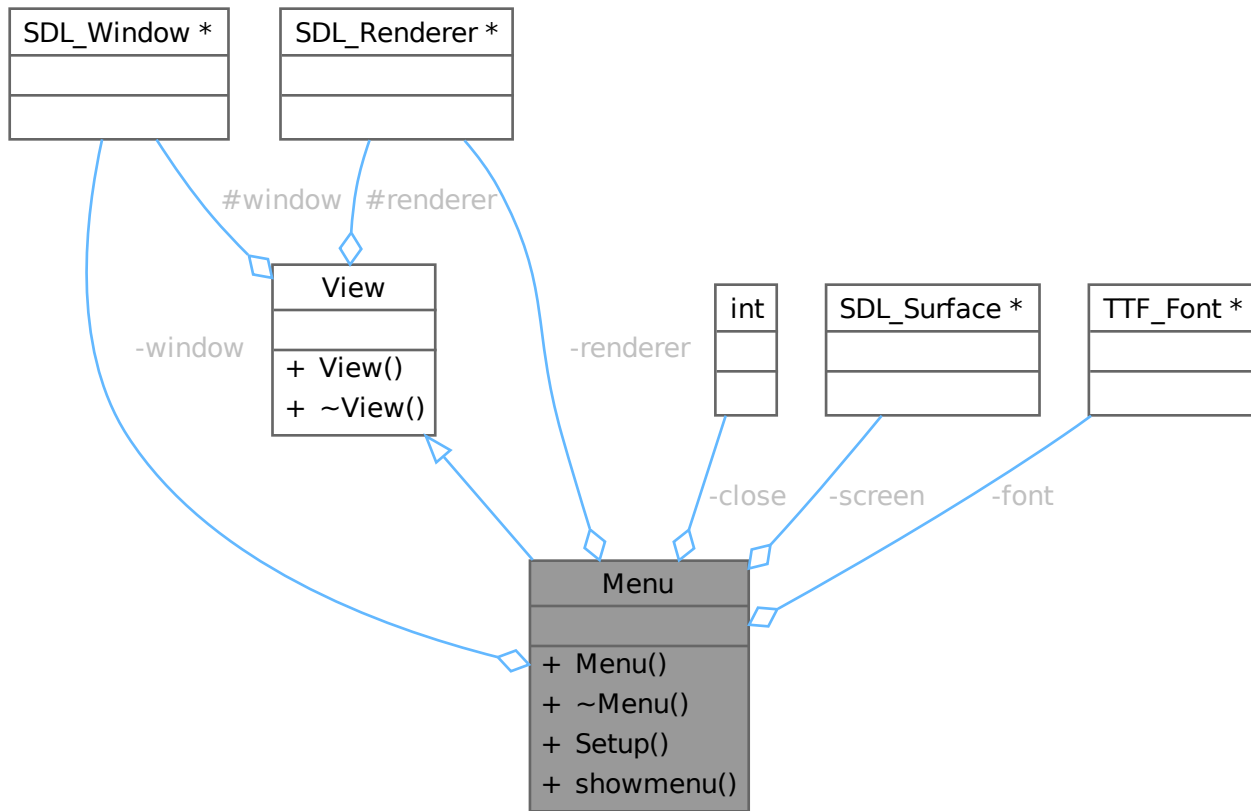 SDL_Window *
SDL_Renderer *
#window
#renderer
View
+ View()
+ ~View()
int
SDL_Surface *
TTF_Font *
-window
-renderer
-close
-screen
-font
Menu
+ Menu()
+ ~Menu()
+ Setup()
+ showmenu()